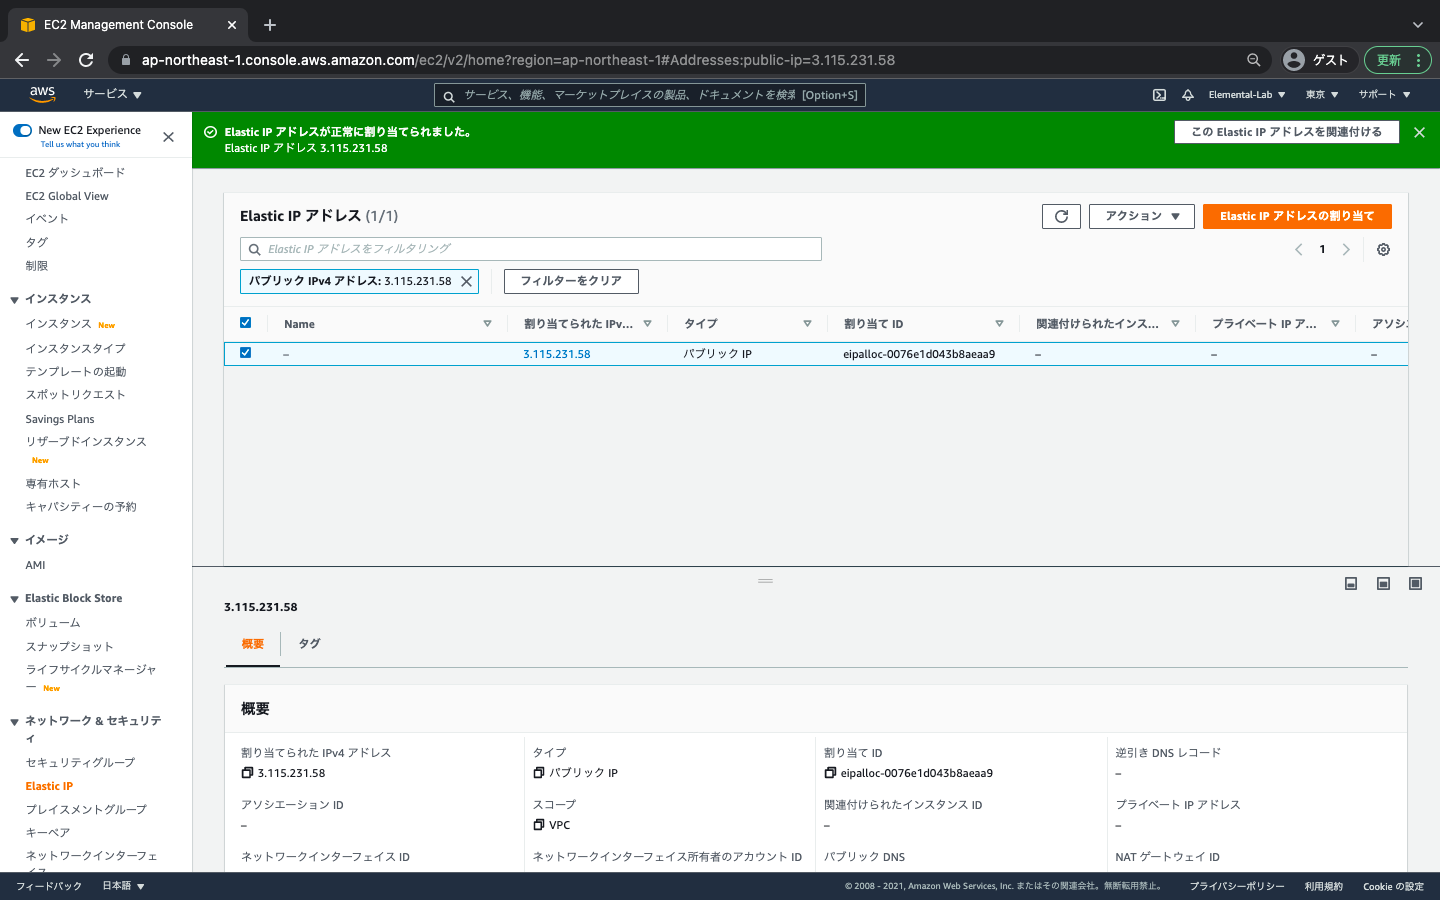 EC2 Management Console
ap-northeast-1.console.aws.amazon.com/ec2/v2/home?region=ap-northeast-1#Addresses:public-ip=3.115.231.58
ゲスト
更新
aws
サービス
サービス、機能、マーケットプレイスの製品、ドキュメントを検索 [Option+S]
Elemental-Lab
東京
サポート
New EC2 Experience
Tell us what you think
EC2 ダッシュボード
EC2 Global View
イベント
タグ
制限
インスタンス
インスタンス New
インスタンスタイプ
テンプレートの起動
スポットリクエスト
Savings Plans
リザーブドインスタンス
New
専有ホスト
キャパシティーの予約
イメージ
AMI
Elastic Block Store
ボリューム
スナップショット
ライフサイクルマネージャ
ー New
ネットワーク & セキュリテ
ィ
セキュリティグループ
Elastic IP
プレイスメントグループ
キーペア
ネットワークインターフェ
イス
Elastic IP アドレスが正常に割り当てられました。
Elastic IP アドレス 3.115.231.58
この Elastic IP アドレスを関連付ける
Elastic IP アドレス (1/1)
アクション
Elastic IP アドレスの割り当て
Elastic IP アドレスをフィルタリング
1
パブリック IPv4 アドレス: 3.115.231.58
フィルターをクリア
Name
割り当てられた IPv...
タイプ
割り当て ID
関連付けられたインス...
プライベート IP ア...
アソシ
–
3.115.231.58
パブリック IP
eipalloc-0076e1d043b8aeaa9
–
–
–
3.115.231.58
概要
タグ
概要
割り当てられた IPv4 アドレス
3.115.231.58
タイプ
パブリック IP
割り当て ID
eipalloc-0076e1d043b8aeaa9
逆引き DNS レコード
–
アソシエーション ID
–
スコープ
VPC
関連付けられたインスタンス ID
–
プライベート IP アドレス
–
ネットワークインターフェイス ID
ネットワークインターフェイス所有者のアカウント ID
パブリック DNS
NAT ゲートウェイ ID
フィードバック
日本語
© 2008 - 2021, Amazon Web Services, Inc. またはその関連会社。無断転用禁止。
プライバシーポリシー
利用規約
Cookie の設定